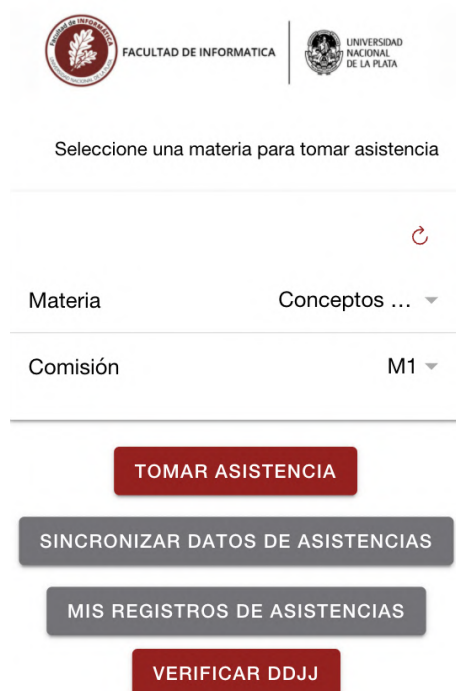 FACULTAD DE INFORMATICA
UNIVERSIDAD
NACIONAL
DE LA PLATA
Seleccione una materia para tomar asistencia
Materia
Conceptos ...
Comisión
M1
TOMAR ASISTENCIA
SINCRONIZAR DATOS DE ASISTENCIAS
MIS REGISTROS DE ASISTENCIAS
VERIFICAR DDJJ